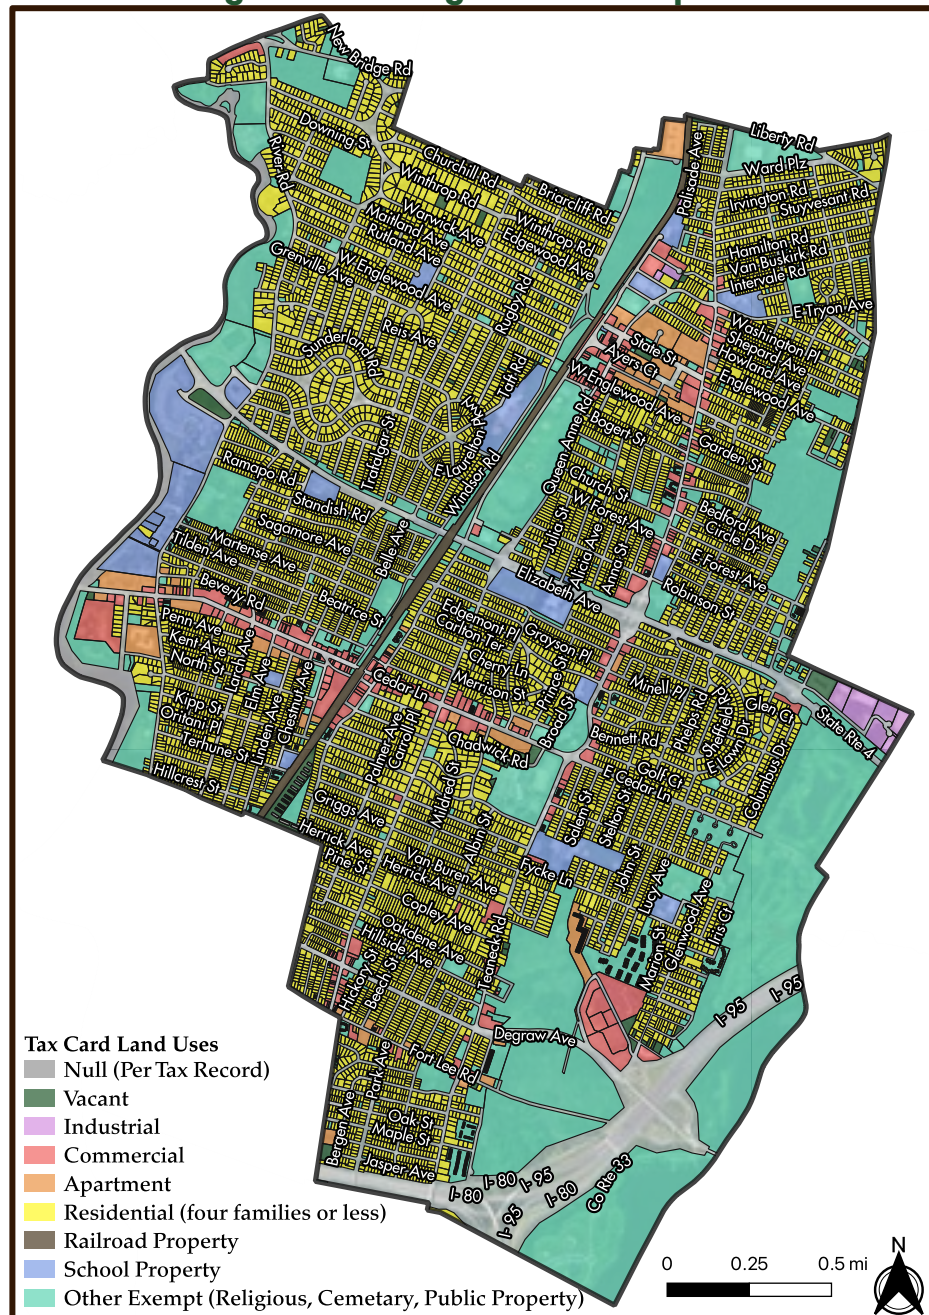 New Bridge Rd
Downing St
River Rd
Churchill Rd
Winthrop Rd
Briarcliff Rd
Liberty Rd
Ward Plz
Palisade Ave
Irvington Rd
Stuyvesant Rd
Warwick Ave
Winthrop Rd
Maitland Ave
Edgewood Ave
Rutland Ave
Hamilton Rd
Van Buskirk Rd
Intervale Rd
Grenville Ave
W Englewood Ave
Rugby Rd
E Tryon Ave
Reis Ave
Sunderland Rd
State St
Ayers Ct
Washington Pl
Shepard Ave
Howland Ave
Englewood Ave
W Englewood Ave
Trafalgar St
E Laurelton
Windsor Rd
Queen Anne Rd
Bogert St
Garden St
Ramapo Rd
Standish Rd
Church St
W Forest Ave
Bedford Ave
Circle Dr
Sagamore Ave
Belle Ave
Julia St
Alicia Ave
Anna St
E Forest Ave
Martense Ave
Tilden Ave
Beverly Rd
Beatrice St
Elizabeth Ave
Robinson St
Edgemont Pl
Carlton Ter
Grayson Pl
Penn Ave
Kent Ave
North St
Larch Ave
Elm Ave
Cherry Ln
Merrison St
Prince St
Cedar Ln
Minell Pl
Phelps Rd
Sheffield
Glen Ct
State Rte 4
Kipp St
Oritani Pl
Terhune St
Chestnut Ave
Palmer Ave
Carroll Pl
Chadwick Rd
Broad St
Bennett Rd
E Lawn Dr
Golf Ct
E Cedar Ln
Columbus Dr
Hillcrest St
Griggs Ave
Mildred St
Albin St
Salem St
Shelton St
John St
Herrick Ave
Pine St
Van Buren Ave
Herrick Ave
Fycke Ln
Lucy Ave
Glenwood Ave
Copley Ave
Oakdene Ave
Hillside Ave
Teaneck Rd
Marion St
Hickory St
Beech St
I- 95
I- 95
Degraw Ave
Fort Lee Rd
Park Ave
Bergen Ave
Oak St
Maple St
Jasper Ave
I- 80
I- 80
I- 95
I- 80
I- 95
Co Rte 33
Tax Card Land Uses
Null (Per Tax Record)
Vacant
Industrial
Commercial
Apartment
Residential (four families or less)
Railroad Property
School Property
Other Exempt (Religious, Cemetary, Public Property)
0 0.25 0.5 mi
N